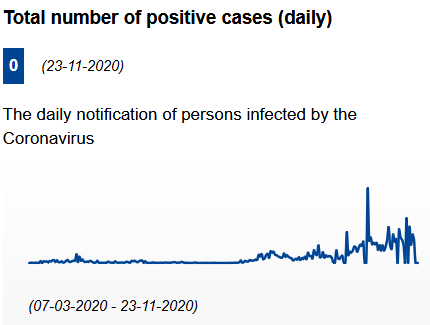 Total number of positive cases (daily)
0 (23-11-2020)
The daily notification of persons infected by the
Coronavirus
(07-03-2020 - 23-11-2020)